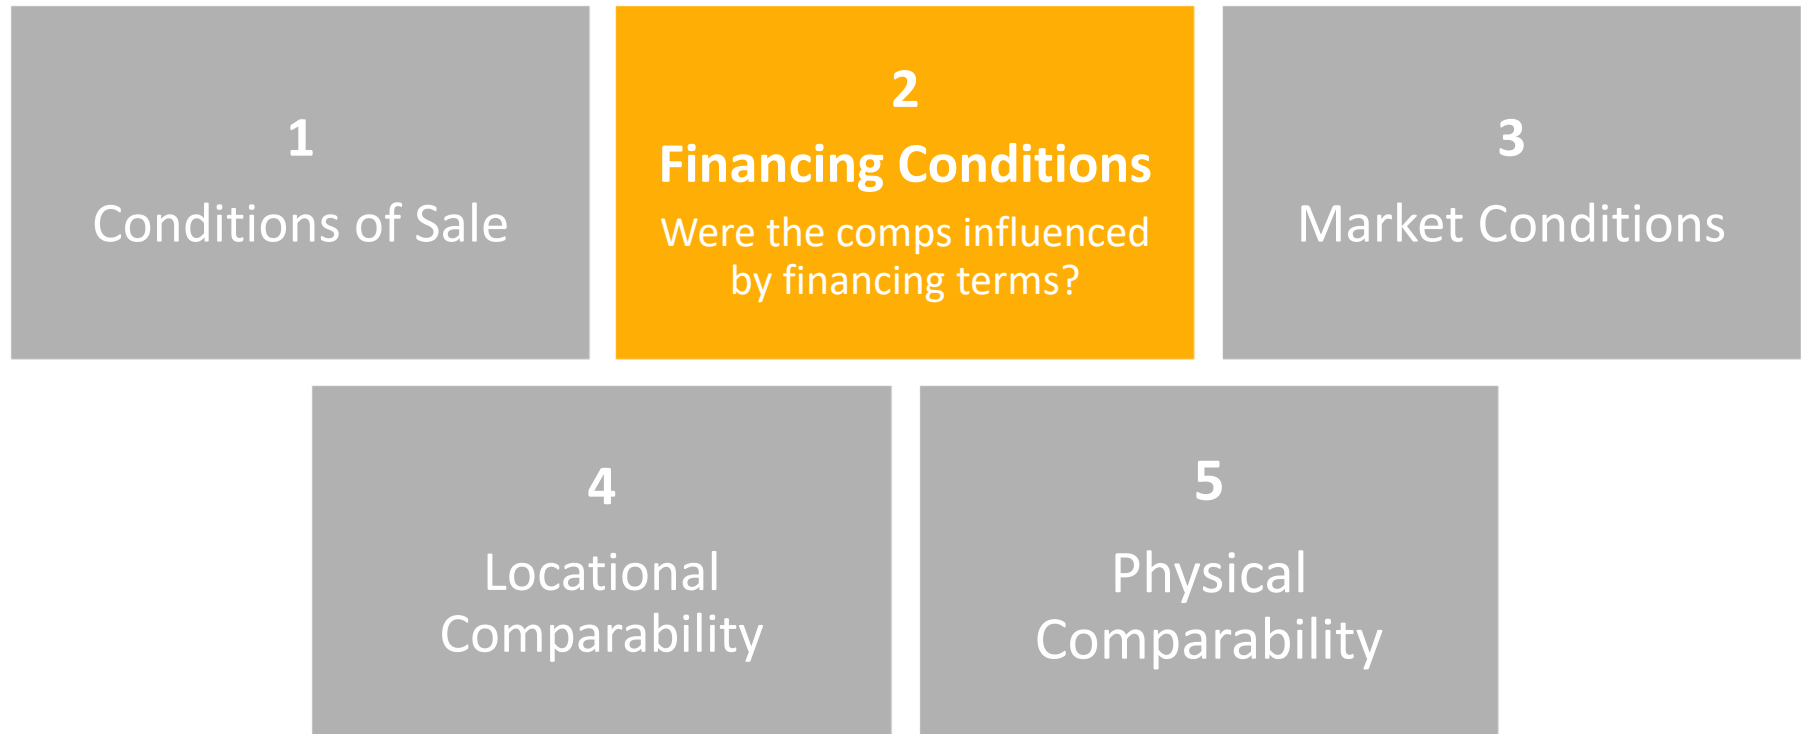 1
Conditions of Sale
2
Financing Conditions
Were the comps influenced
by financing terms?
3
Market Conditions
4
Locational
Comparability
5
Physical
Comparability